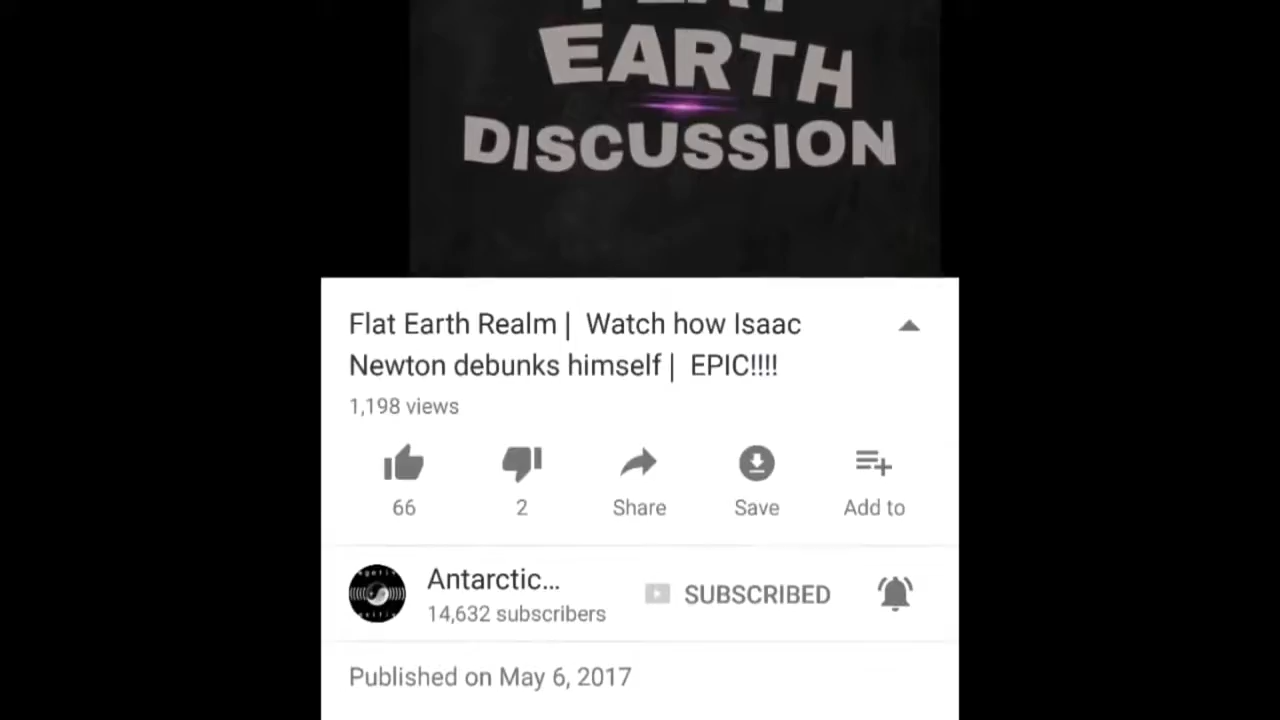 EARTH
DISCUSSION
Flat Earth Realm | Watch how Isaac
Newton debunks himself | EPIC!!!!
1,198 views
66
2
Share
Save
Add to
Antarctic...
SUBSCRIBED
14,632 subscribers
Published on May 6, 2017